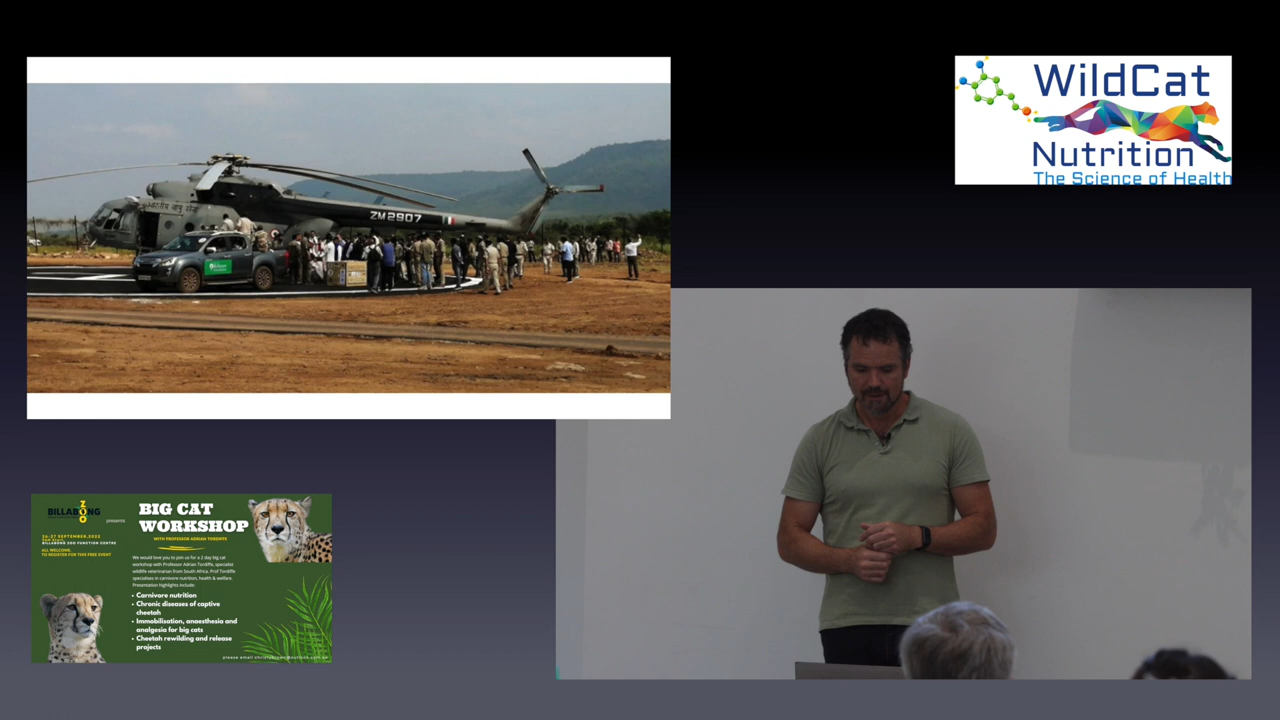 भारतीय वायु सेना
ZM2907
WildCat
Nutrition
The Science of Health
BILLABONG
ZOO
presents
BIG CAT
WORKSHOP
WITH PROFESSOR ADRIAN TORDIFFE
BILLABONG ZOO FUNCTION CENTRE
ALL WELCOME.
TO REGISTER FOR THIS FREE EVENT
We would love you to join us for a 2 day big cat
workshop with Professor Adrian Tordiffe, specialist
wildlife veterinarian from South Africa. Prof Tordiffe
specialises in carnivore nutrition, health & welfare.
Presentation highlights include:
• Carnivore nutrition
• Chronic diseases of captive
cheetah
• Immobilisation, anaesthesia and
analgesia for big cats
• Cheetah rewilding and release
projects
please email